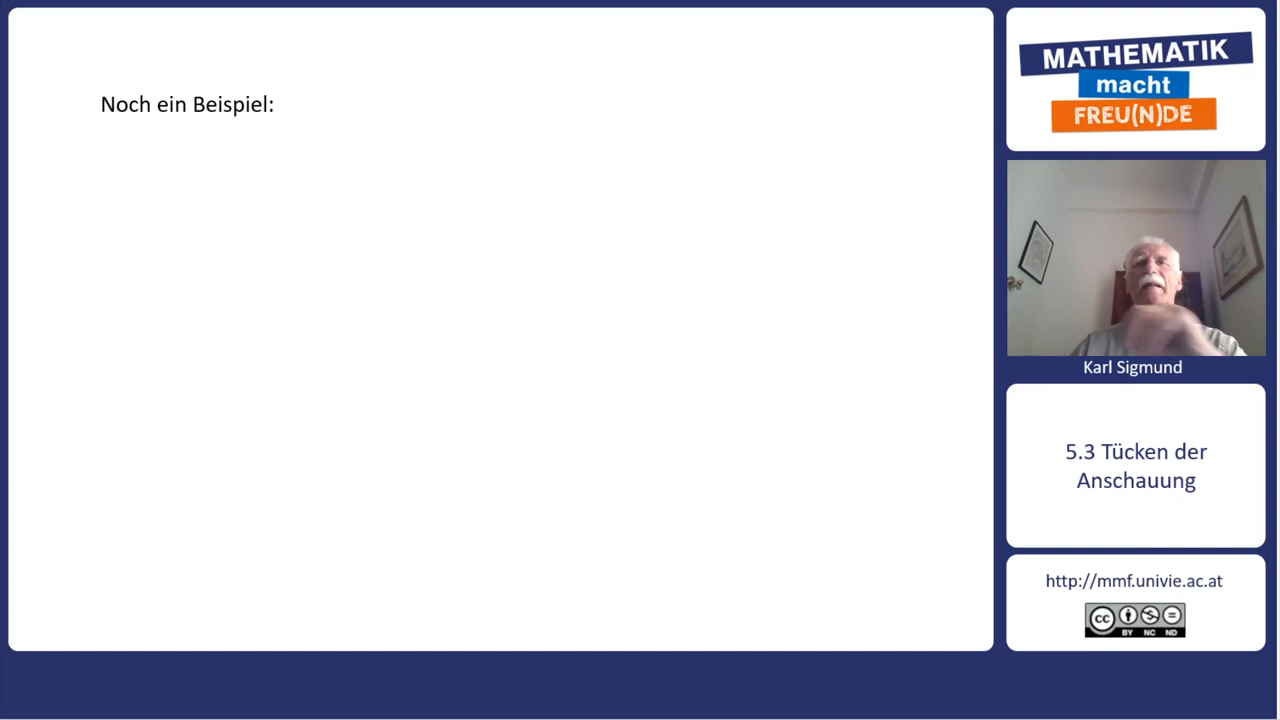 Noch ein Beispiel:
MATHEMATIK
macht
FREU(N)DE
Karl Sigmund
5.3 Tücken der
Anschauung
http://mmf.univie.ac.at
CC
BY NC ND